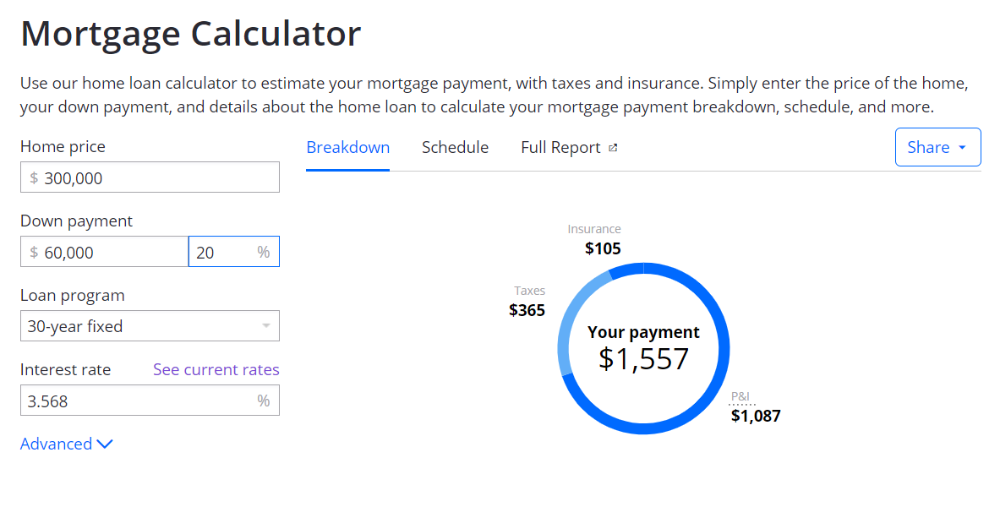 Mortgage Calculator
Use our home loan calculator to estimate your mortgage payment, with taxes and insurance. Simply enter the price of the home,
your down payment, and details about the home loan to calculate your mortgage payment breakdown, schedule, and more.
Home price
$ 300,000
Down payment
$ 60,000 20 %
Loan program
30-year fixed
Interest rate See current rates
3.568 %
Advanced
Breakdown Schedule Full Report Share
Insurance
$105
Taxes
$365
Your payment
$1,557
P&I
$1,087